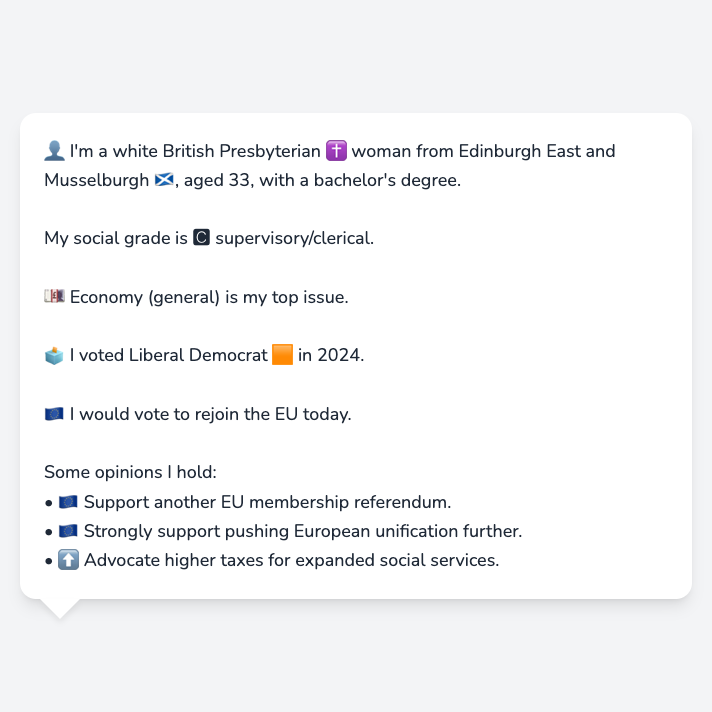 👤 I'm a white British Presbyterian ✝️ woman from Edinburgh East and
Musselburgh 🏴󠁧󠁢󠁳󠁣󠁴󠁿, aged 33, with a bachelor's degree.
My social grade is 🅲 supervisory/clerical.
💷 Economy (general) is my top issue.
🗳️ I voted Liberal Democrat 🟧 in 2024.
🇪🇺 I would vote to rejoin the EU today.
Some opinions I hold:
• 🇪🇺 Support another EU membership referendum.
• 🇪🇺 Strongly support pushing European unification further.
• ⬆️ Advocate higher taxes for expanded social services.